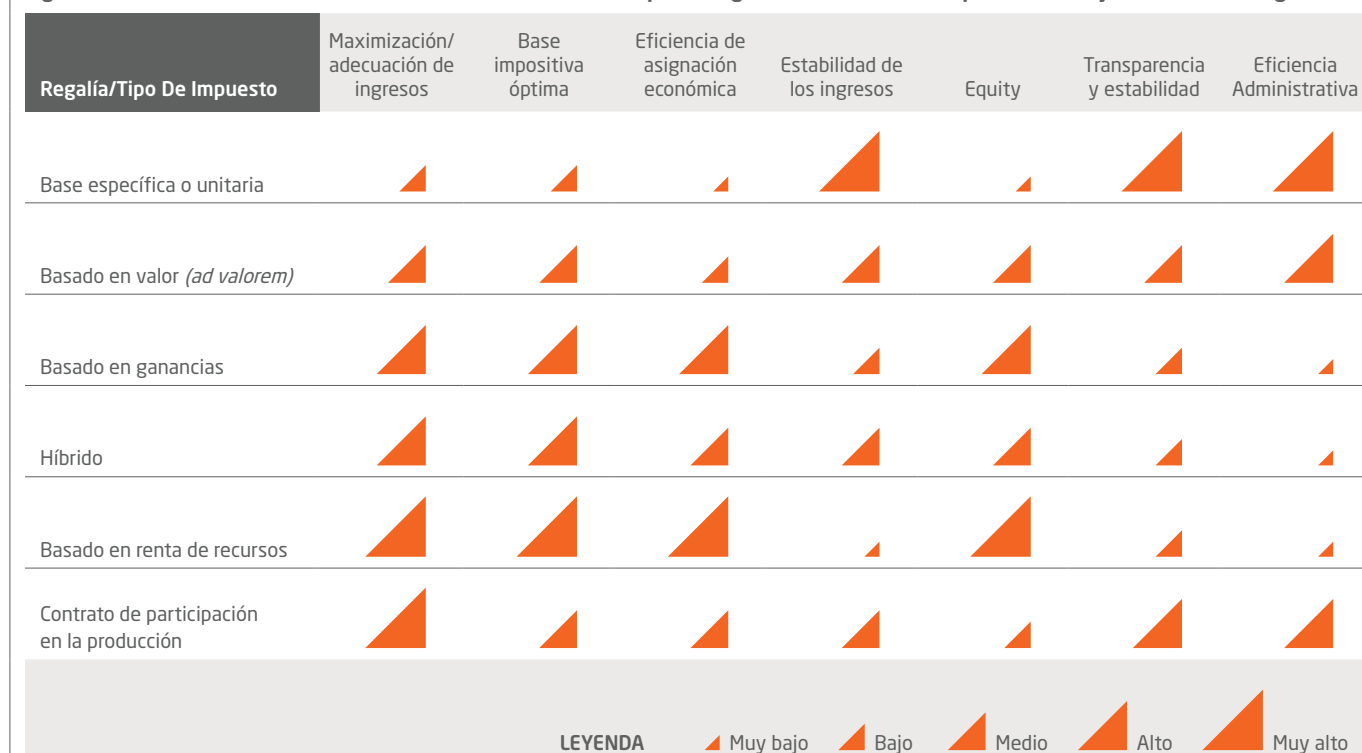 Regalía/Tipo De Impuesto
Maximización/
adecuación de
ingresos
Base
impositiva
óptima
Eficiencia de
asignación
económica
Estabilidad de
los ingresos
Equity
Transparencia
y estabilidad
Eficiencia
Administrativa
Base específica o unitaria
Basado en valor (ad valorem)
Basado en ganancias
Híbrido
Basado en renta de recursos
Contrato de participación
en la producción
LEYENDA Muy bajo Bajo Medio Alto Muy alto